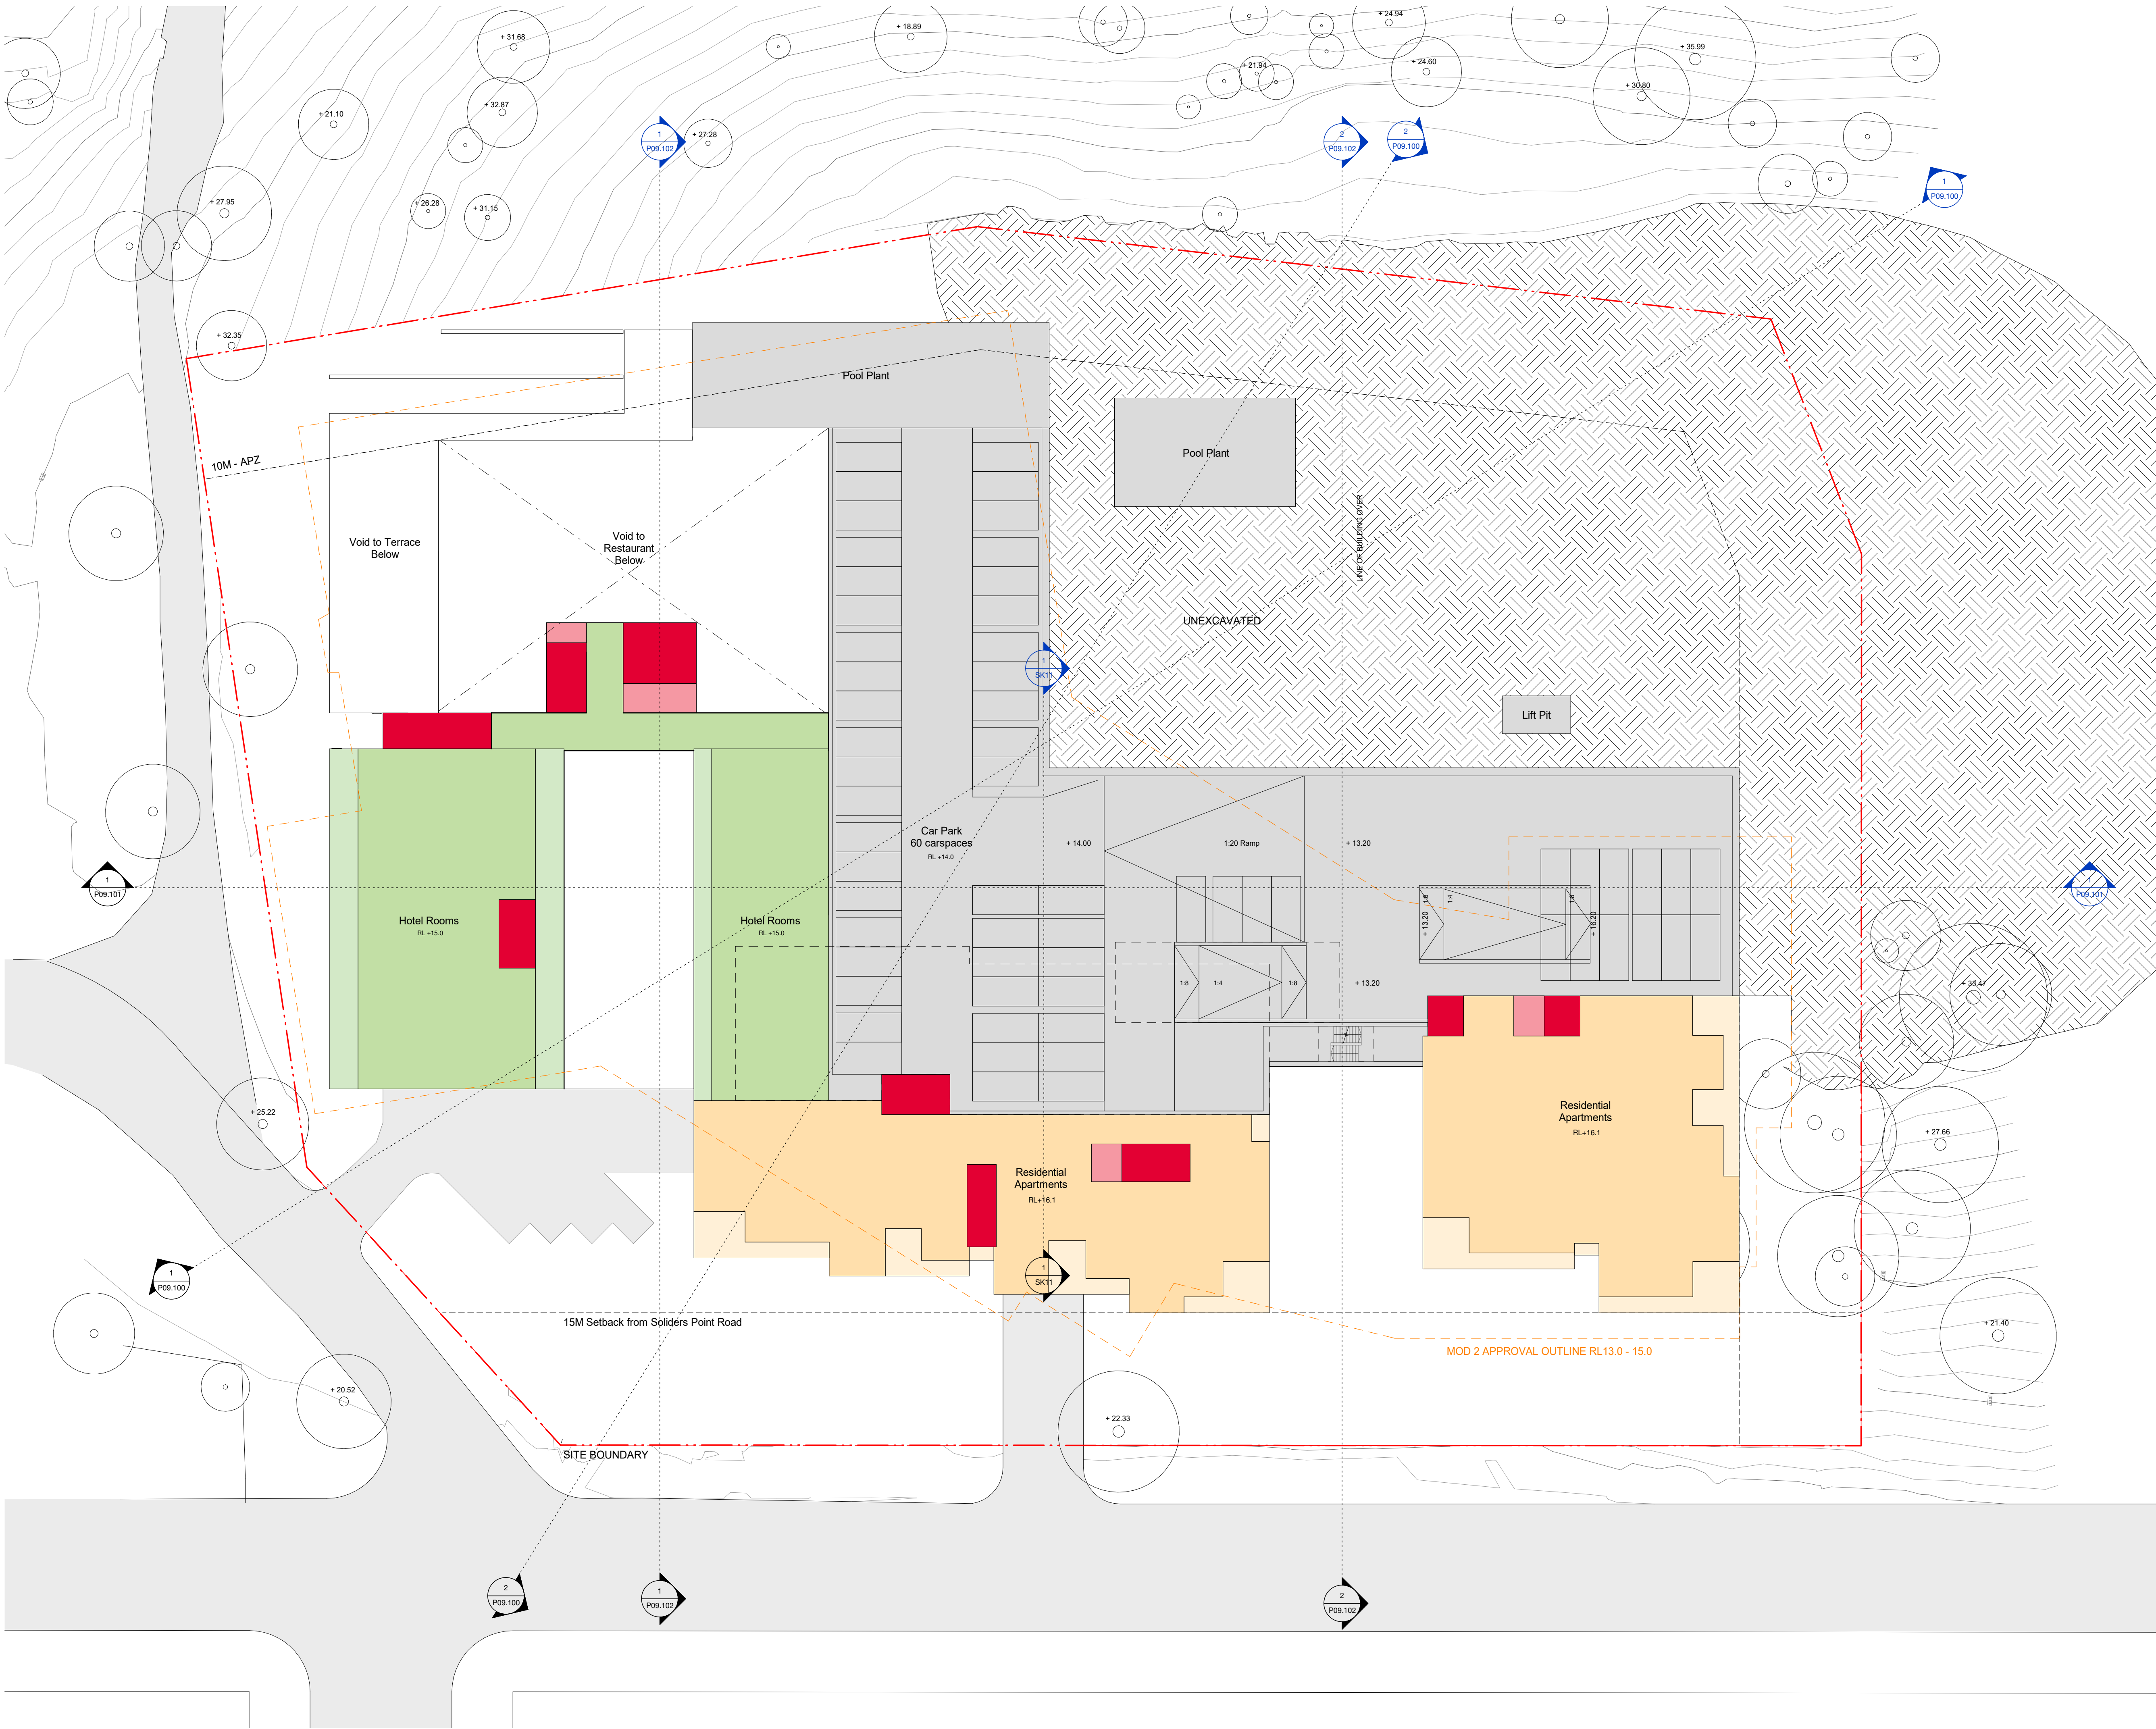 + 31.68
+ 18.89
+ 24.94
+ 35.99
+ 24.60
+ 21.94
+ 30.80
+ 32.87
+ 21.10
+ 27.28
1
P09.102
2
P09.102
2
P09.100
1
P09.100
+ 27.95
+ 26.28
+ 31.15
+ 32.35
Pool Plant
10M - APZ
Pool Plant
Void to Terrace
Below
Void to
Restaurant
Below
LINE OF BUILDING OVER
UNEXCAVATED
1
SK11
Lift Pit
Car Park
60 carspaces
RL +14.0
+ 14.00
1:20 Ramp
+ 13.20
1
P09.101
1
P09.101
Hotel Rooms
RL +15.0
Hotel Rooms
RL +15.0
1:8
1:4
1:8
+ 13.20
+ 16.20
1:8
1:4
1:8
+ 13.20
+ 33.47
+ 25.22
Residential
Apartments
RL+16.1
+ 27.66
Residential
Apartments
RL+16.1
1
P09.100
1
SK11
15M Setback from Soliders Point Road
+ 21.40
MOD 2 APPROVAL OUTLINE RL13.0 - 15.0
+ 20.52
+ 22.33
SITE BOUNDARY
2
P09.100
1
P09.102
2
P09.102